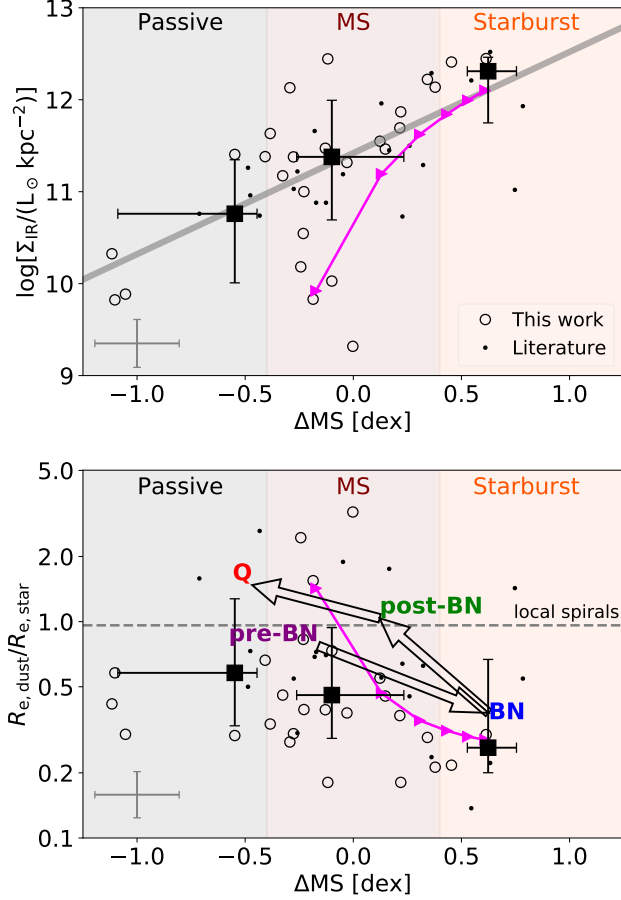 Passive MS Starburst
log[Σ_IR/(L_⊙ kpc⁻²)]
13
12
11
10
9
This work
Literature
−1.0 −0.5 0.0 0.5 1.0
ΔMS [dex]
Passive MS Starburst
R_e,dust/R_e,star
5.0
2.0
1.0
0.5
0.2
0.1
Q
post-BN
local spirals
pre-BN
BN
−1.0 −0.5 0.0 0.5 1.0
ΔMS [dex]